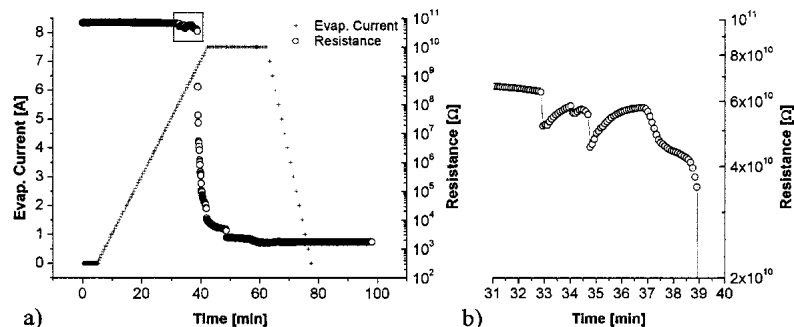 8
7
6
5
4
3
2
1
0
Evap. Current [A]
+ Evap. Current
○ Resistance
10¹¹
10¹⁰
10⁹
10⁸
10⁷
10⁶
10⁵
10⁴
10³
10²
Resistance [Ω]
0 20 40 60 80 100
Time [min]
a)
10¹¹
8x10¹⁰
6x10¹⁰
4x10¹⁰
2x10¹⁰
Resistance [Ω]
31 32 33 34 35 36 37 38 39 40
Time [min]
b)